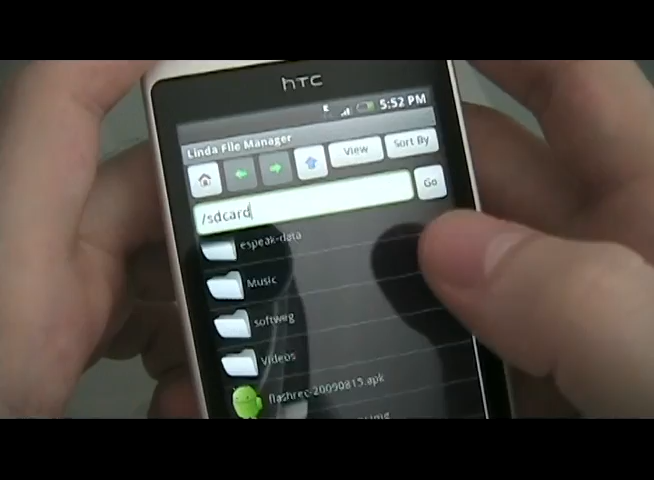 hTC
5:52 PM
Linda File Manager
View
Sort By
/sdcard
Go
espeak-data
Music
softweg
Videos
flashrec-20090815.apk